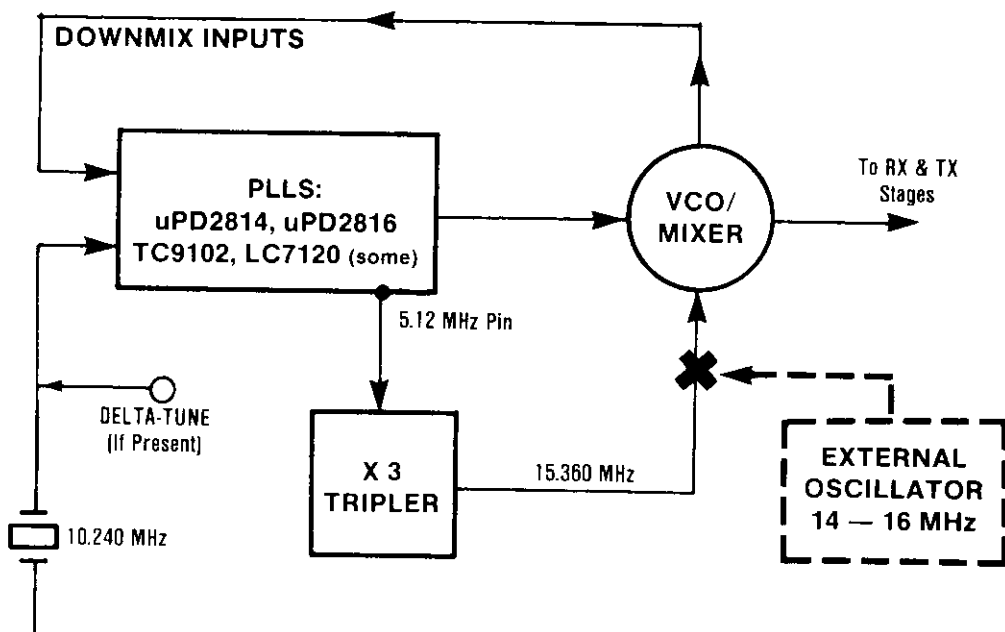 DOWNMIX INPUTS
PLLS:
uPD2814, uPD2816
TC9102, LC7120 (some)
VCO/
MIXER
To RX & TX
Stages
5.12 MHz Pin
DELTA-TUNE
(If Present)
X 3
TRIPLER
15.360 MHz
EXTERNAL
OSCILLATOR
14 — 16 MHz
10.240 MHz